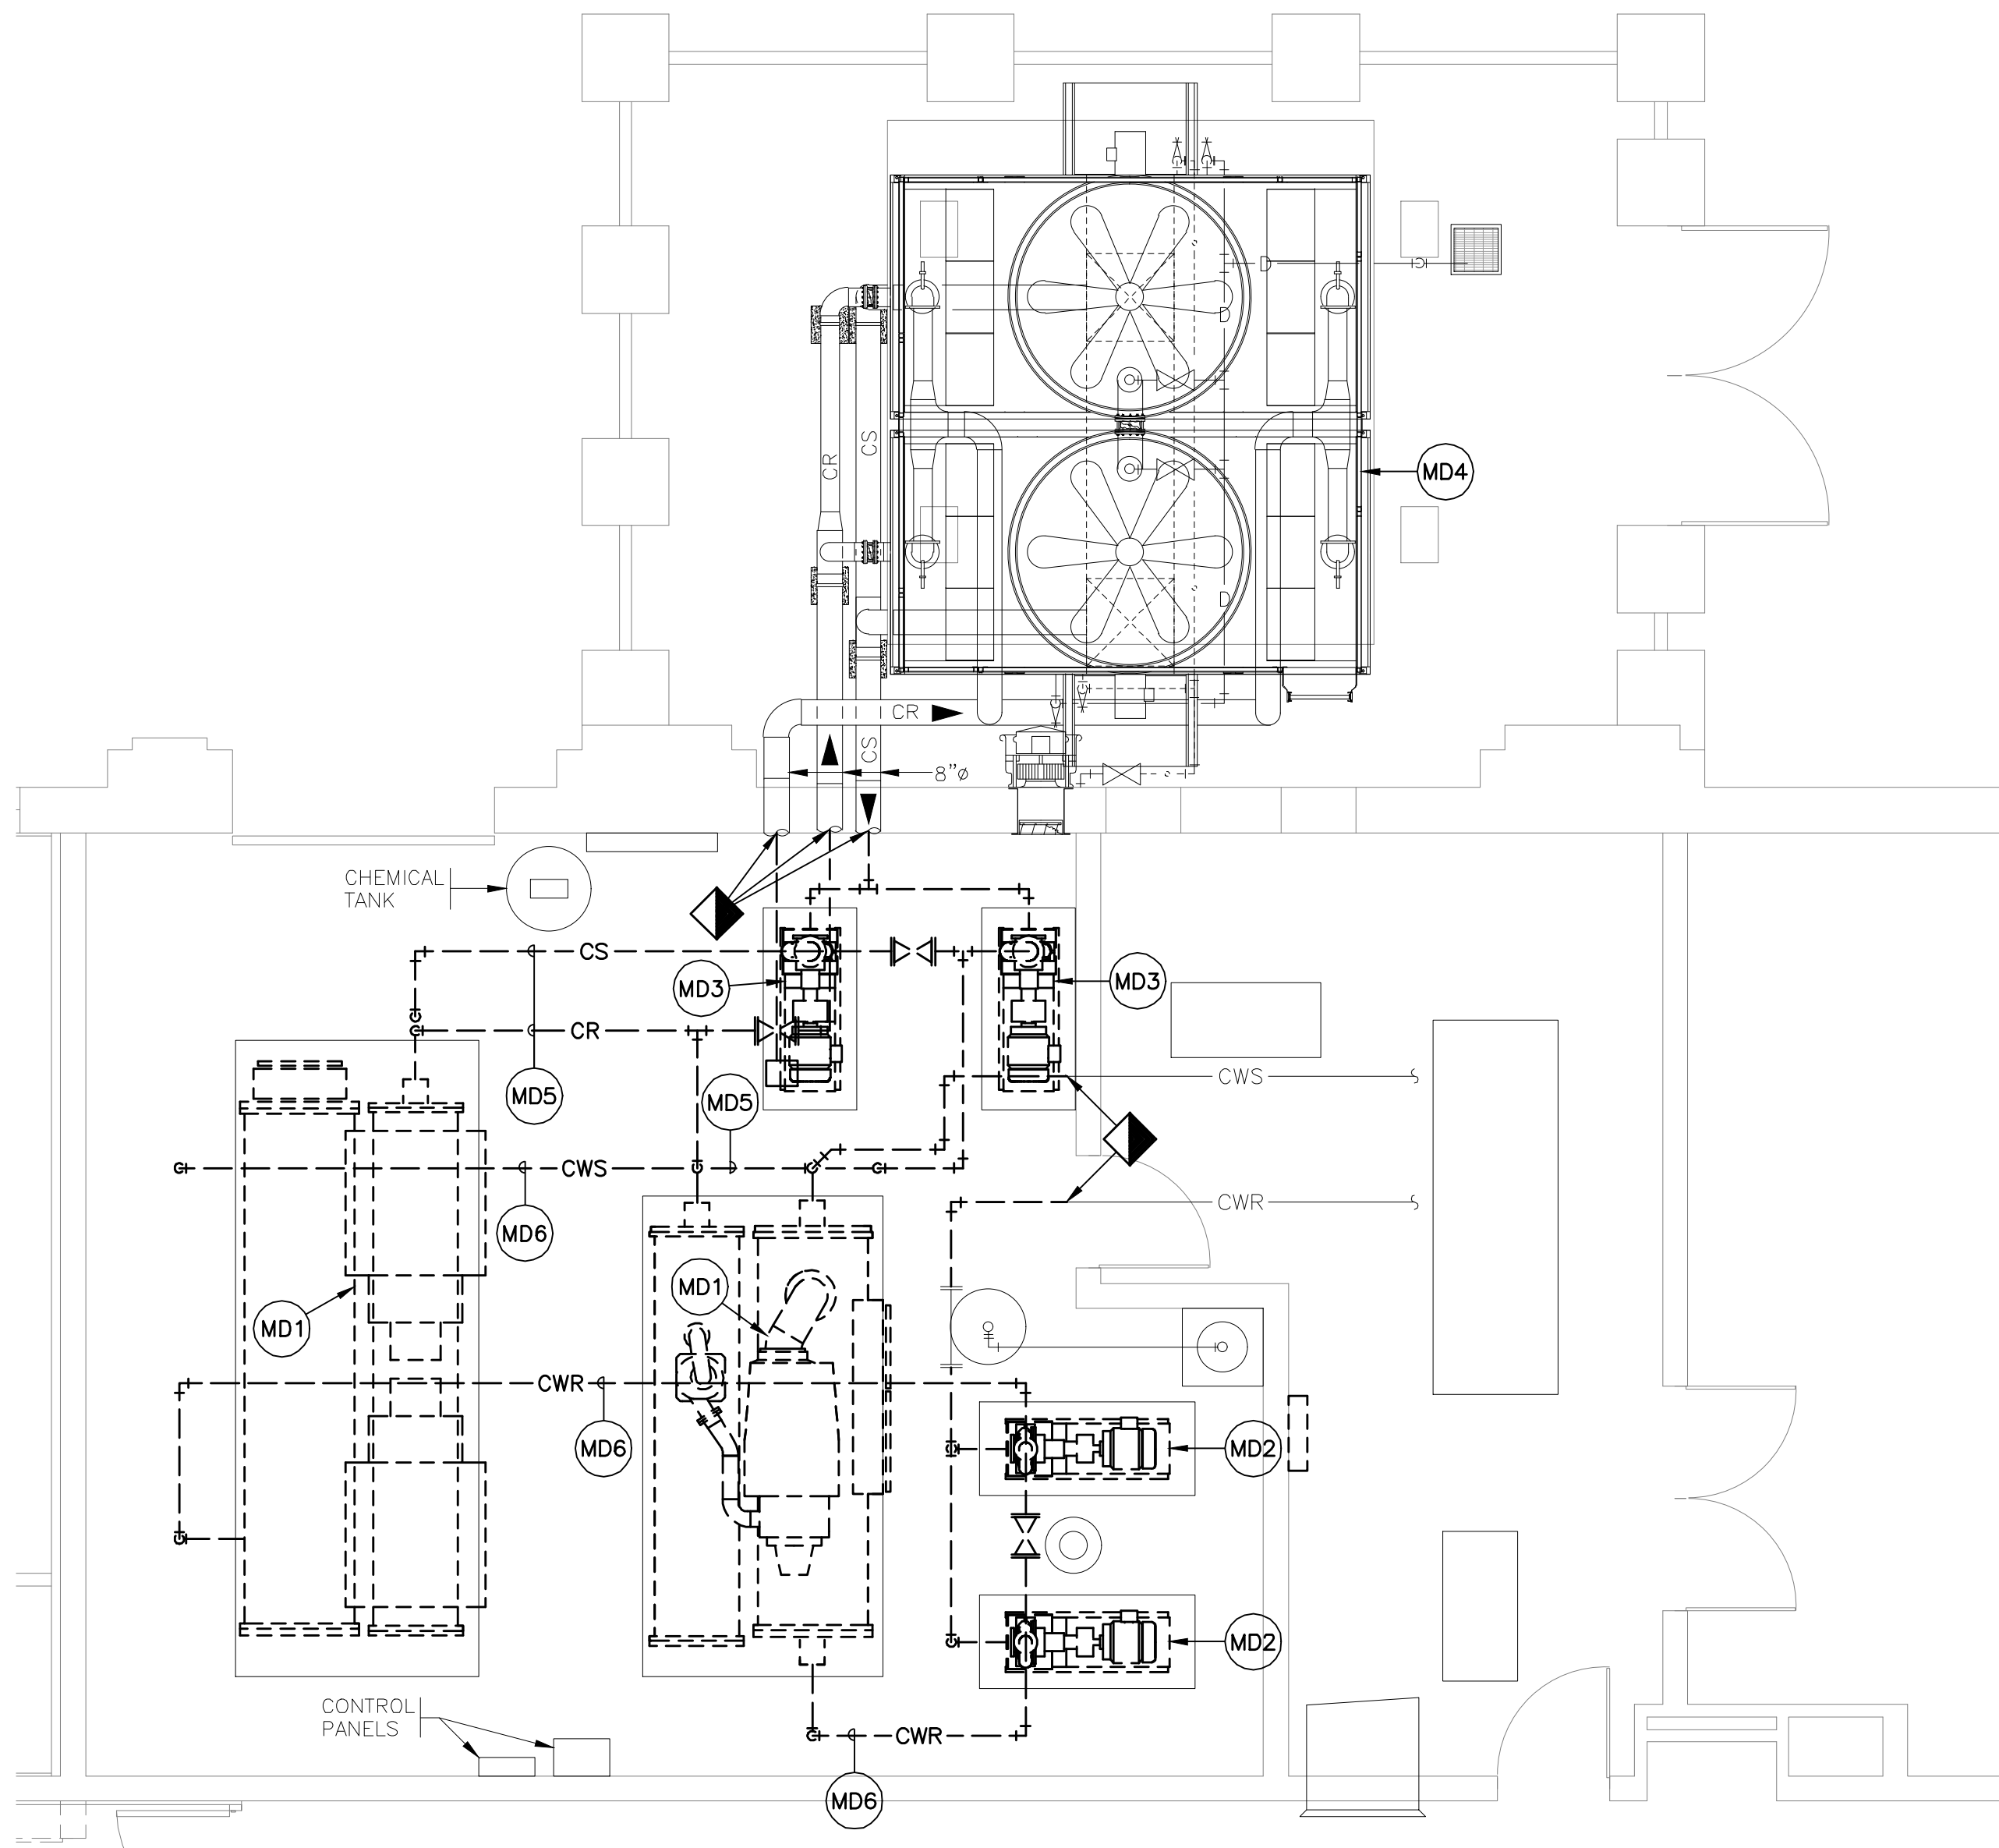 D
D
CS
CR
MD4
D
CR
CS
8"ø
CHEMICAL
TANK
CS
MD3
MD3
CR
CWS
MD5
MD5
CWS
CWR
MD6
MD1
MD1
CWR
MD6
MD2
MD2
CONTROL
PANELS
CWR
MD6